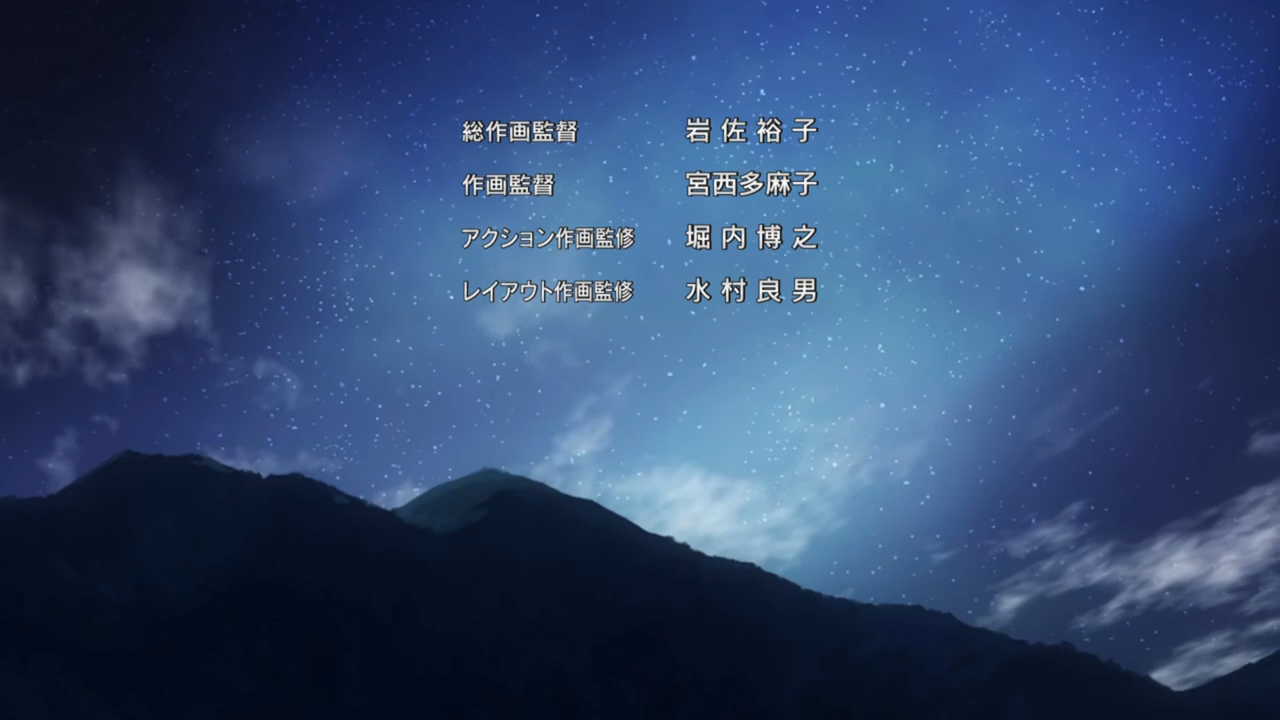 総作画監督 岩佐裕子
作画監督 宮西多麻子
アクション作画監修 堀内博之
レイアウト作画監修 水村良男